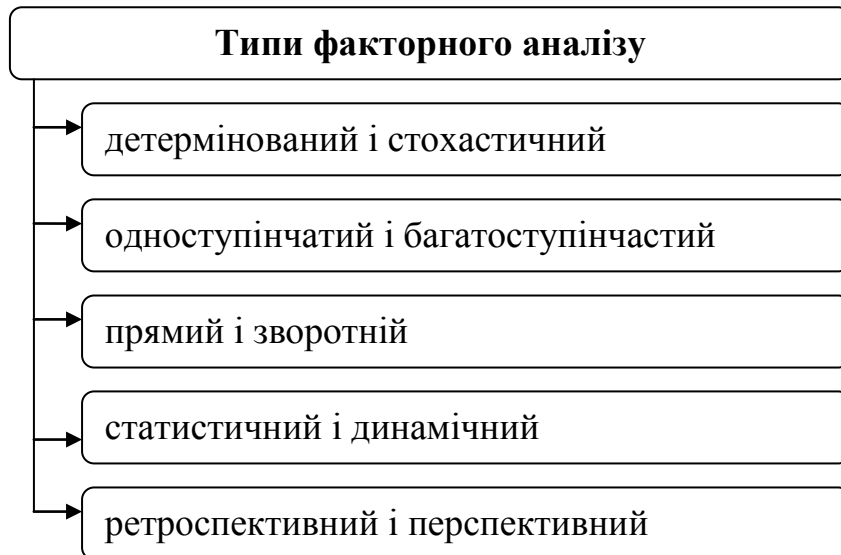 Типи факторного аналізу
детермінований і стохастичний
одноступінчатий і багатоступінчастий
прямий і зворотній
статистичний і динамічний
ретроспективний і перспективний